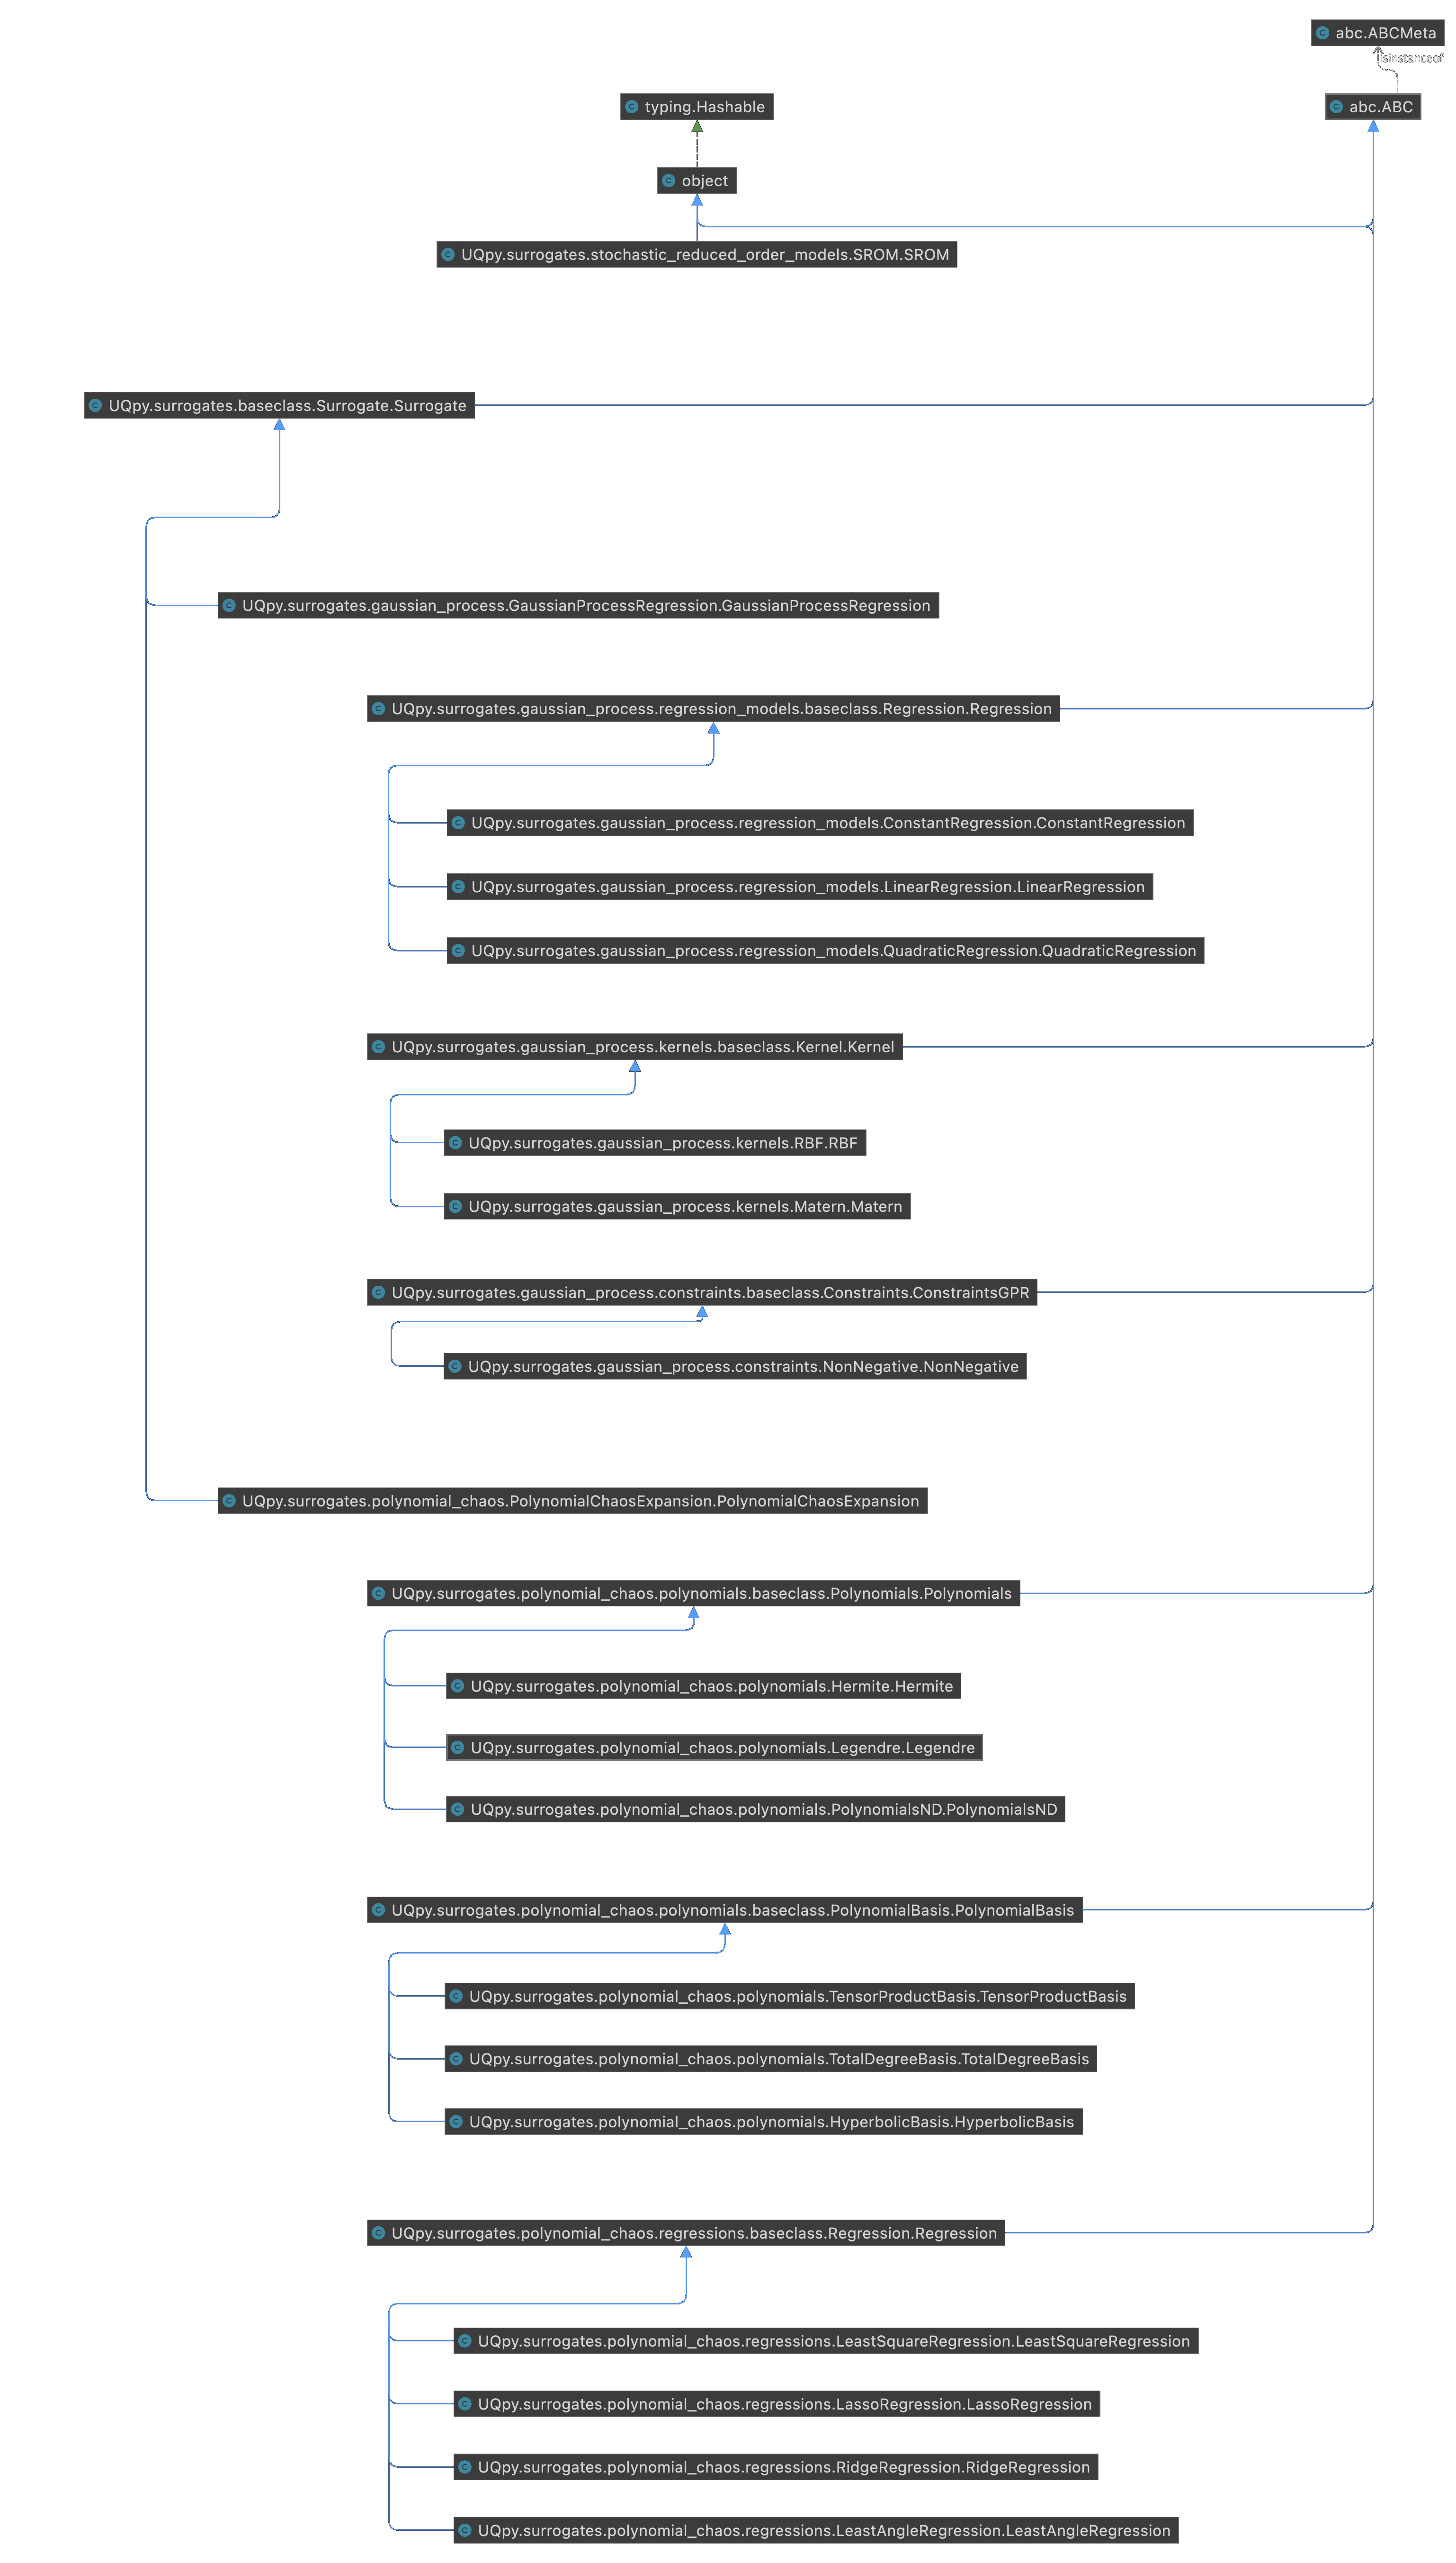 abc.ABCMeta
isinstanceof
typing.Hashable
abc.ABC
object
UQpy.surrogates.stochastic_reduced_order_models.SROM.SROM
UQpy.surrogates.baseclass.Surrogate.Surrogate
UQpy.surrogates.gaussian_process.GaussianProcessRegression.GaussianProcessRegression
UQpy.surrogates.gaussian_process.regression_models.baseclass.Regression.Regression
UQpy.surrogates.gaussian_process.regression_models.ConstantRegression.ConstantRegression
UQpy.surrogates.gaussian_process.regression_models.LinearRegression.LinearRegression
UQpy.surrogates.gaussian_process.regression_models.QuadraticRegression.QuadraticRegression
UQpy.surrogates.gaussian_process.kernels.baseclass.Kernel.Kernel
UQpy.surrogates.gaussian_process.kernels.RBF.RBF
UQpy.surrogates.gaussian_process.kernels.Matern.Matern
UQpy.surrogates.gaussian_process.constraints.baseclass.Constraints.ConstraintsGPR
UQpy.surrogates.gaussian_process.constraints.NonNegative.NonNegative
UQpy.surrogates.polynomial_chaos.PolynomialChaosExpansion.PolynomialChaosExpansion
UQpy.surrogates.polynomial_chaos.polynomials.baseclass.Polynomials.Polynomials
UQpy.surrogates.polynomial_chaos.polynomials.Hermite.Hermite
UQpy.surrogates.polynomial_chaos.polynomials.Legendre.Legendre
UQpy.surrogates.polynomial_chaos.polynomials.PolynomialsND.PolynomialsND
UQpy.surrogates.polynomial_chaos.polynomials.baseclass.PolynomialBasis.PolynomialBasis
UQpy.surrogates.polynomial_chaos.polynomials.TensorProductBasis.TensorProductBasis
UQpy.surrogates.polynomial_chaos.polynomials.TotalDegreeBasis.TotalDegreeBasis
UQpy.surrogates.polynomial_chaos.polynomials.HyperbolicBasis.HyperbolicBasis
UQpy.surrogates.polynomial_chaos.regressions.baseclass.Regression.Regression
UQpy.surrogates.polynomial_chaos.regressions.LeastSquareRegression.LeastSquareRegression
UQpy.surrogates.polynomial_chaos.regressions.LassoRegression.LassoRegression
UQpy.surrogates.polynomial_chaos.regressions.RidgeRegression.RidgeRegression
UQpy.surrogates.polynomial_chaos.regressions.LeastAngleRegression.LeastAngleRegression